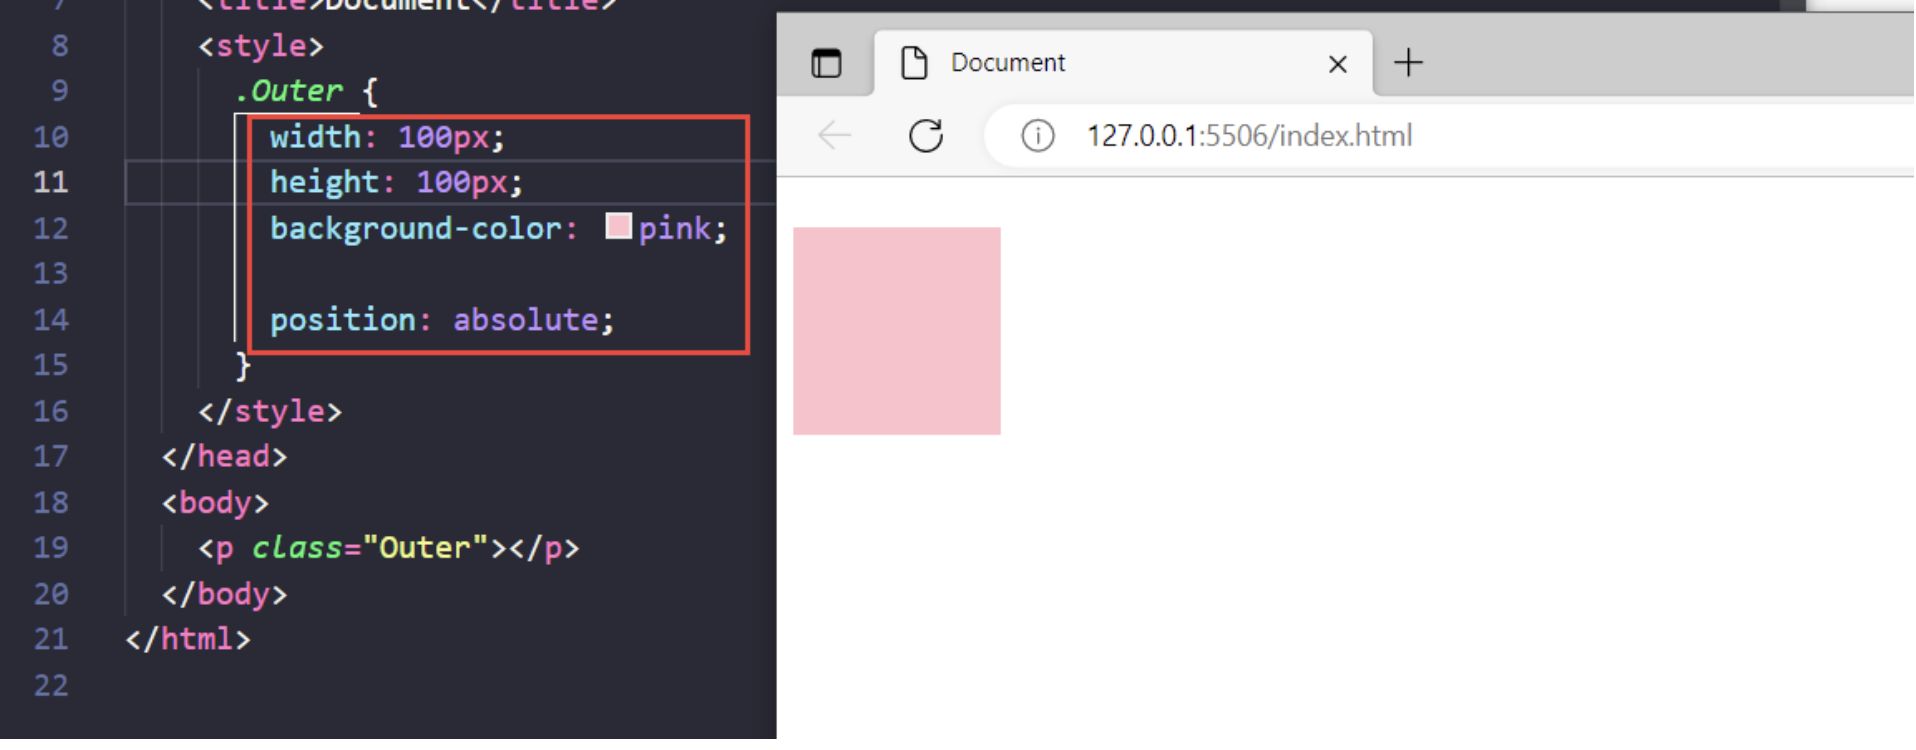 7 <title>Document</title>
8 <style>
9 .Outer {
10 width: 100px;
11 height: 100px;
12 background-color: pink;
13
14 position: absolute;
15 }
16 </style>
17 </head>
18 <body>
19 <p class="Outer"></p>
20 </body>
21 </html>
22
Document
127.0.0.1:5506/index.html